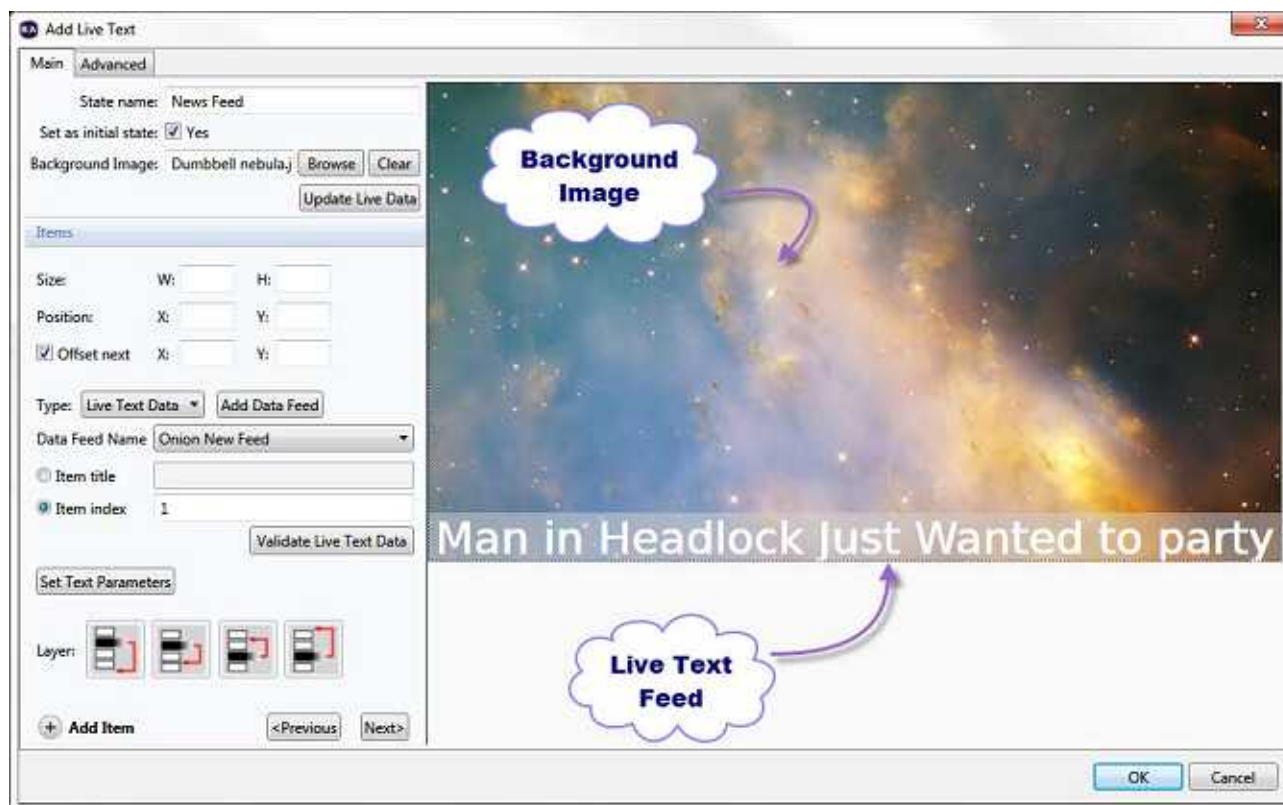 Add Live Text
Main Advanced
State name: News Feed
Set as initial state: Yes
Background Image: Dumbbell nebula.j Browse Clear
Update Live Data
Items
Size: W: H:
Position: X: Y:
Offset next X: Y:
Type: Live Text Data Add Data Feed
Data Feed Name Onion New Feed
Item title
Item index 1
Validate Live Text Data
Set Text Parameters
Layer:
+ Add Item <Previous Next>
Background
Image
Man in Headlock Just Wanted to party
Live Text
Feed
OK Cancel